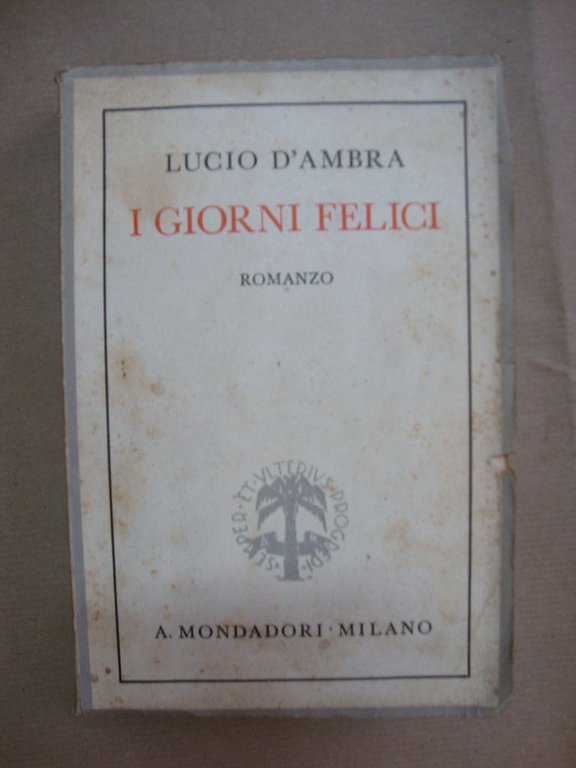 LUCIO D'AMBRA
I GIORNI FELICI
ROMANZO
SEMPER·ET·VLTERIVS·PROGREDI·
A. MONDADORI · MILANO